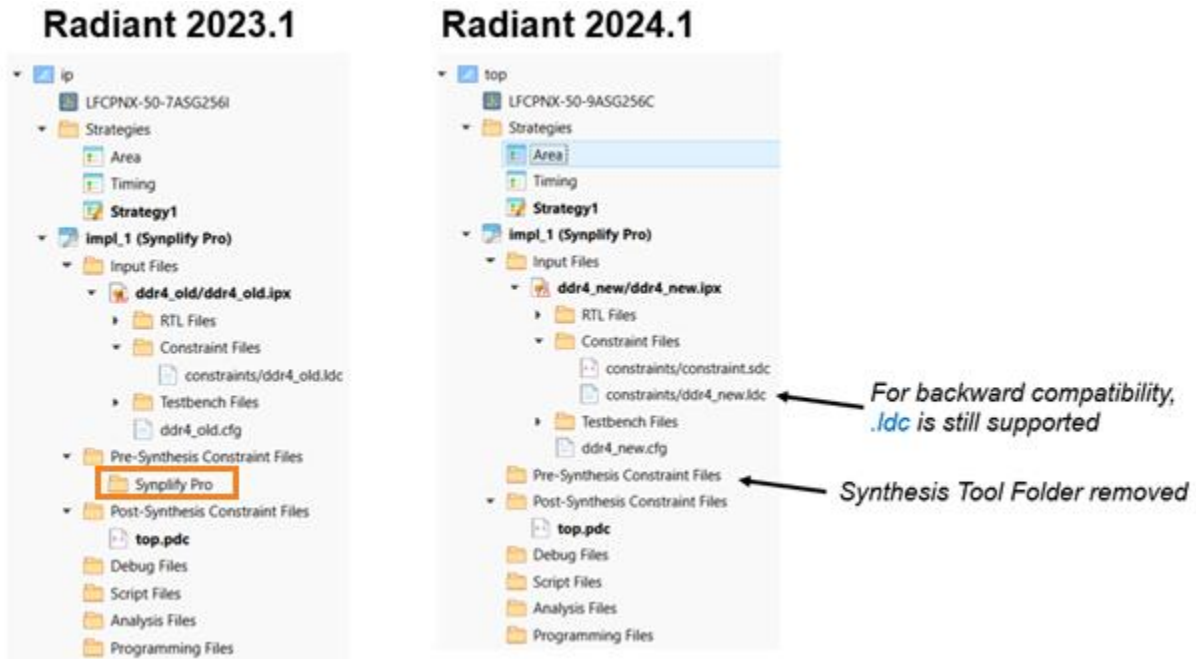 Radiant 2023.1
ip
LFCPNX-50-7ASG256I
Strategies
Area
Timing
Strategy1
impl_1 (Synplify Pro)
Input Files
ddr4_old/ddr4_old.ipx
RTL Files
Constraint Files
constraints/ddr4_old.ldc
Testbench Files
ddr4_old.cfg
Pre-Synthesis Constraint Files
Synplify Pro
Post-Synthesis Constraint Files
top.pdc
Debug Files
Script Files
Analysis Files
Programming Files
Radiant 2024.1
top
LFCPNX-50-9ASG256C
Strategies
Area
Timing
Strategy1
impl_1 (Synplify Pro)
Input Files
ddr4_new/ddr4_new.ipx
RTL Files
Constraint Files
constraints/constraint.sdc
constraints/ddr4_new.ldc
Testbench Files
ddr4_new.cfg
Pre-Synthesis Constraint Files
Post-Synthesis Constraint Files
top.pdc
Debug Files
Script Files
Analysis Files
Programming Files
For backward compatibility,
.ldc is still supported
Synthesis Tool Folder removed